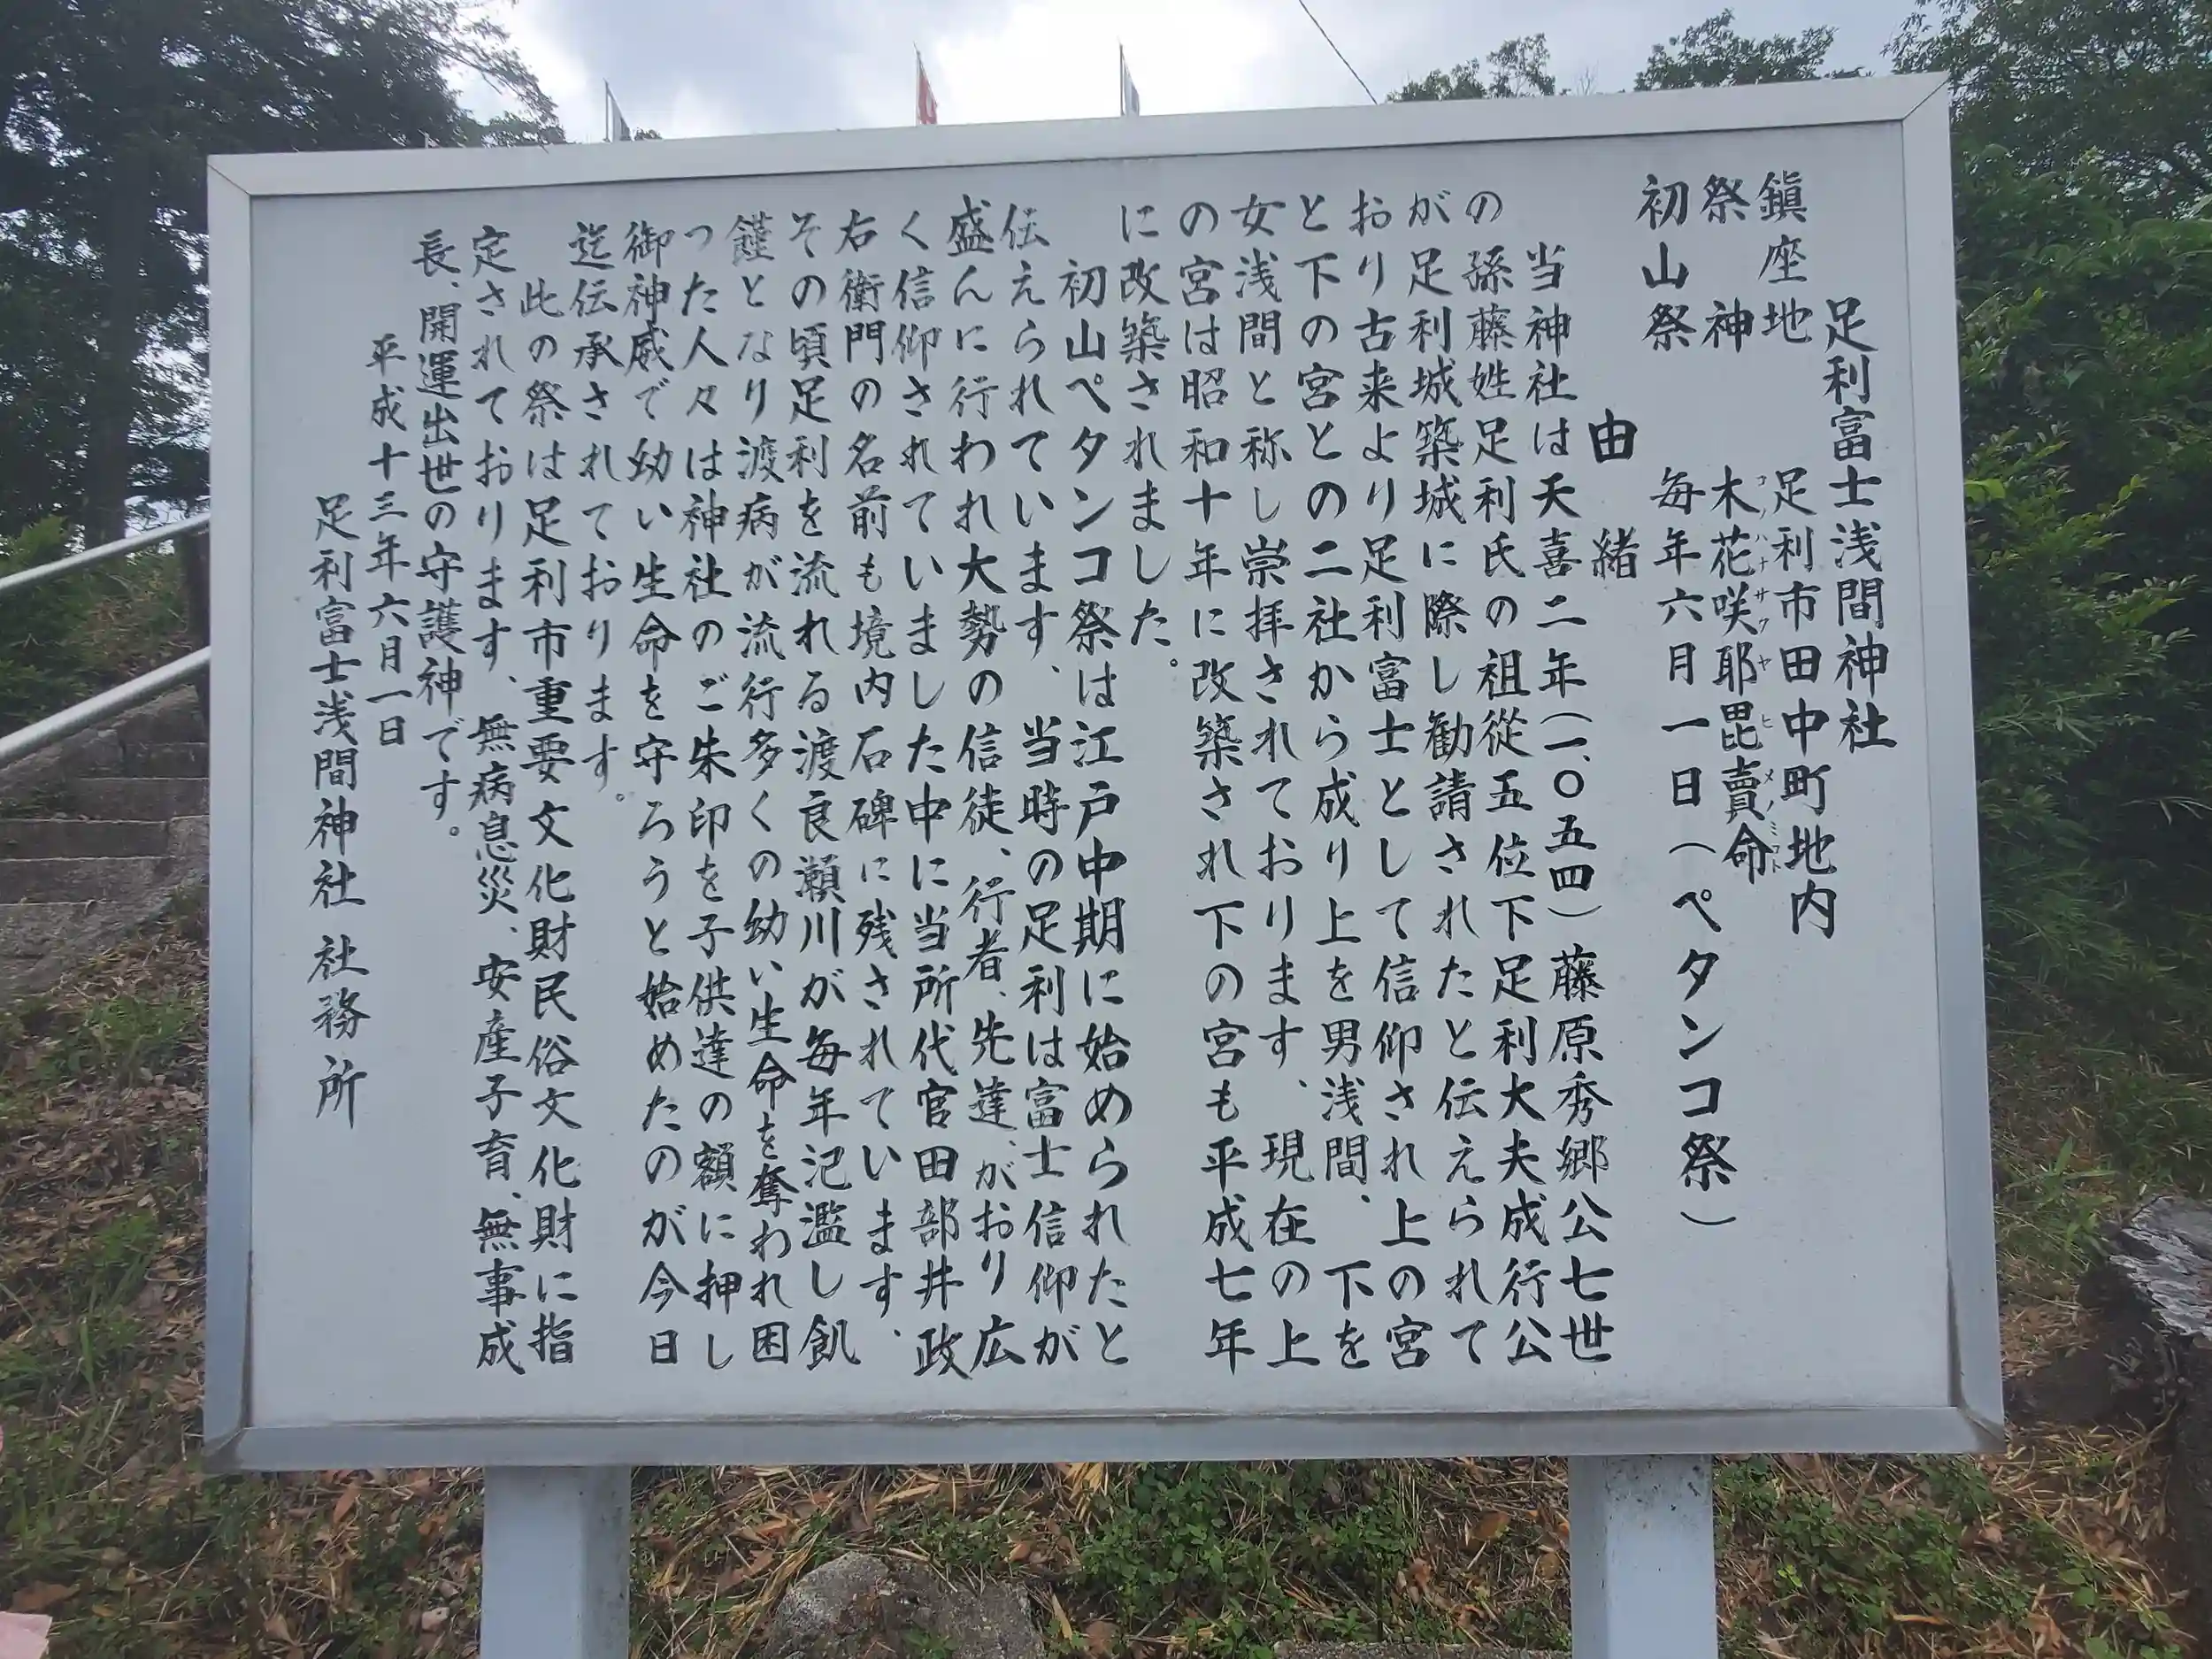 足利富士浅間神社
鎭座地 足利市田中町地内
祭神 木花咲耶毘賣命
コノハナサクヤヒメノミコト
初山祭 毎年六月一日(ペタンコ祭)
由緒
当神社は天喜二年(一、〇五四)藤原秀郷公七世
の孫藤姓足利氏の祖従五位下足利大夫成行公
が足利城築城に際し勧請されたと伝えられて
おり古来より足利富士として信仰され上の宮
と下の宮との二社から成り上を男浅間、下を
女浅間と称し崇拝されております、現在の上
の宮は昭和十年に改築され下の宮も平成七年
に改築されました。
初山ペタンコ祭は江戸中期に始められたと
伝えられています、当時の足利は富士信仰が
盛んに行われ大勢の信徒、行者、先達、がおり広
く信仰されていました中に当所代官田部井政
右衛門の名前も境内石碑に残されています、
その頃足利を流れる渡良瀬川が毎年氾濫し飢
饉となり渡病が流行多くの幼い生命を奪われ困
った人々は神社のご朱印を子供達の額に押し
御神威で幼い生命を守ろうと始めたのが今日
迄伝承されております。
此の祭は足利市重要文化財民俗文化財に指
定されております、無病息災、安産子育、無事成
長、開運出世の守護神です。
平成十三年六月一日
足利富士浅間神社 社務所